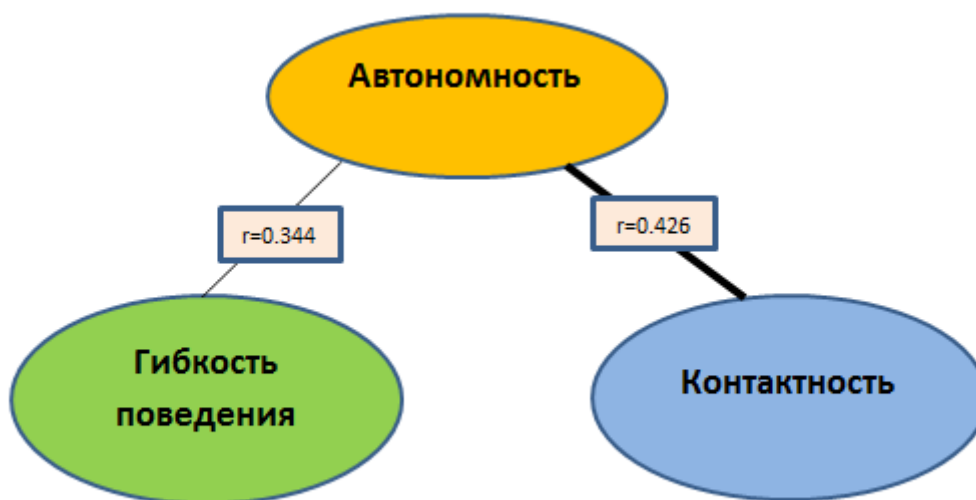 Автономность
r=0.344
r=0.426
Гибкость
поведения
Контактность